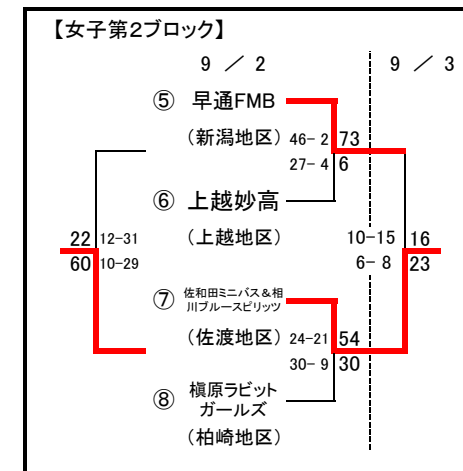 【女子第2ブロック】
9 ／ 2
9 ／ 3
⑤ 早通FMB
(新潟地区) 46- 2 73
27- 4 6
⑥ 上越妙高
(上越地区)
22 12-31
60 10-29
10-15 16
6- 8 23
⑦ 佐和田ミニバス&相
川ブルースピリッツ
(佐渡地区) 24-21 54
30- 9 30
⑧ 槇原ラビット
ガールズ
(柏崎地区)